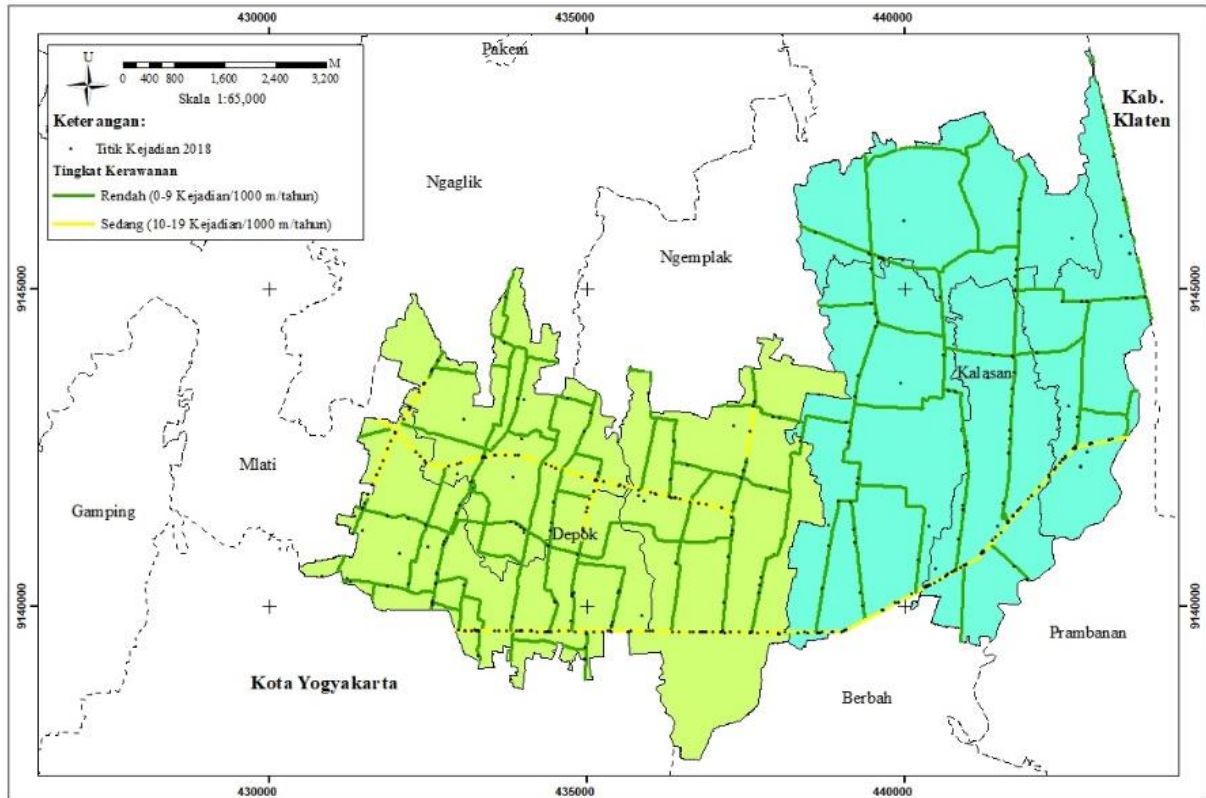 430000
435000
440000
U
0 400 800 1,600 2,400 3,200
M
Skala 1:65,000
Keterangan:
Titik Kejadian 2018
Tingkat Kerawanan
Rendah (0-9 Kejadian/1000 m/tahun)
Sedang (10-19 Kejadian/1000 m/tahun)
Pakem
Kab.
Klaten
Ngaglik
Ngemplak
9145000
9145000
Kalasan
Mlati
Gamping
Depok
9140000
9140000
Prambanan
Kota Yogyakarta
Berbah
430000
435000
440000